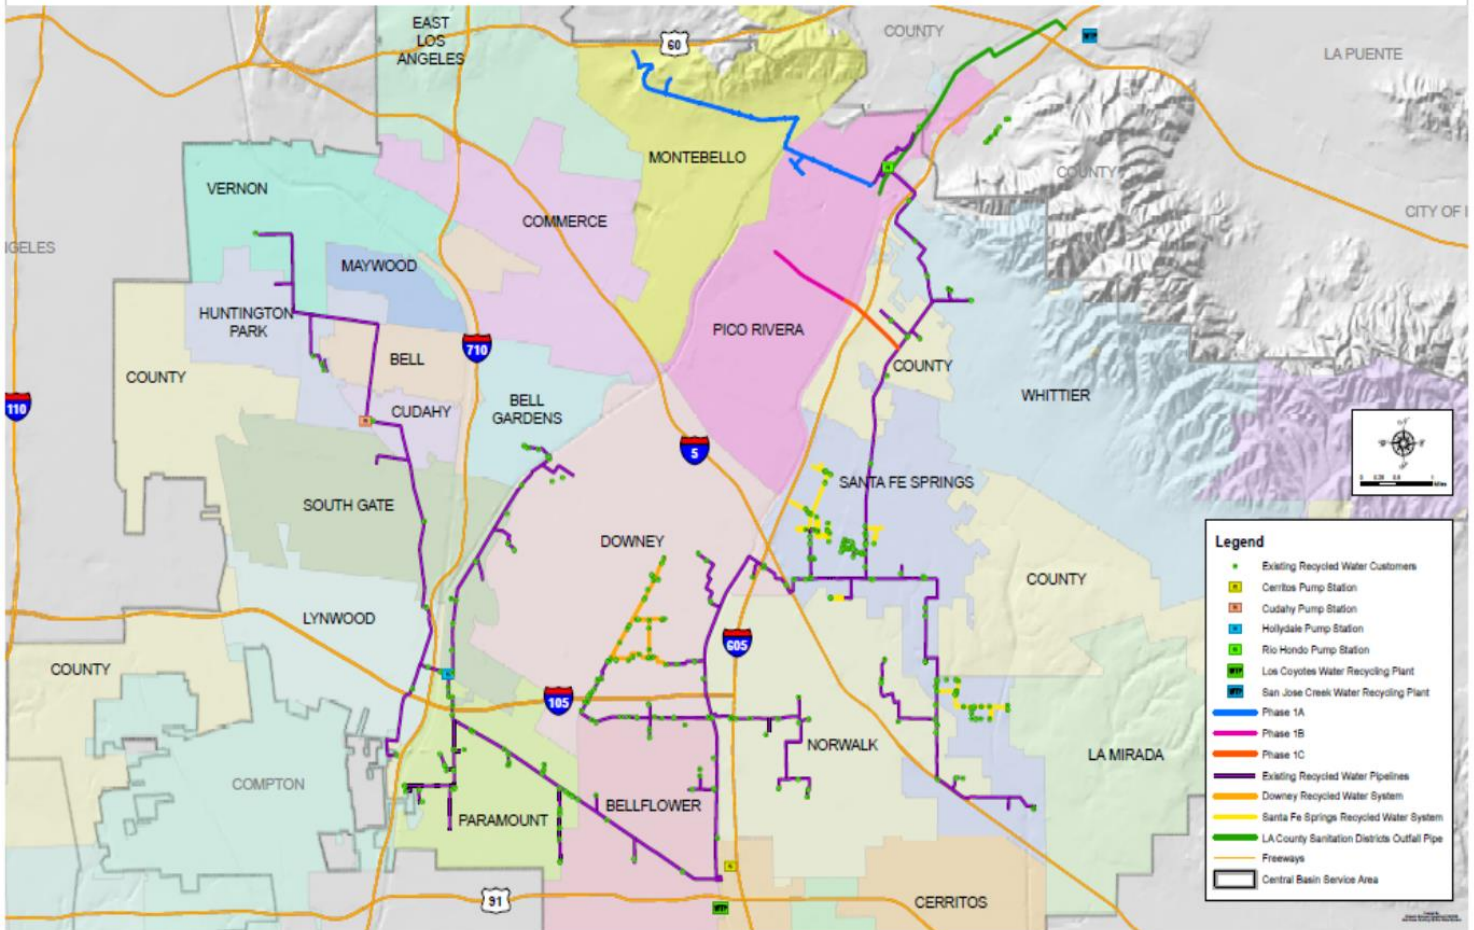 EAST
LOS
ANGELES
60
COUNTY
LA PUENTE
WTP
MONTEBELLO
VERNON
COMMERCE
COUNTY
CITY OF I
GELES
MAYWOOD
HUNTINGTON
PARK
PICO RIVERA
710
BELL
COUNTY
COUNTY
WHITTIER
110
CUDAHY
BELL
GARDENS
5
SANTA FE SPRINGS
SOUTH GATE
DOWNEY
COUNTY
LYNWOOD
605
COUNTY
105
NORWALK
LA MIRADA
COMPTON
PARAMOUNT
BELLFLOWER
91
WTP
CERRITOS
Legend
Existing Recycled Water Customers
Cerritos Pump Station
Cudahy Pump Station
Hollydale Pump Station
Rio Hondo Pump Station
WTP Los Coyotes Water Recycling Plant
WTP San Jose Creek Water Recycling Plant
Phase 1A
Phase 1B
Phase 1C
Existing Recycled Water Pipelines
Downey Recycled Water System
Santa Fe Springs Recycled Water System
LA County Sanitation Districts Outfall Pipe
Freeways
Central Basin Service Area